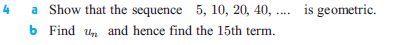 4 a Show that the sequence 5, 10, 20, 40, .... is geometric.
b Find uₙ and hence find the 15th term.